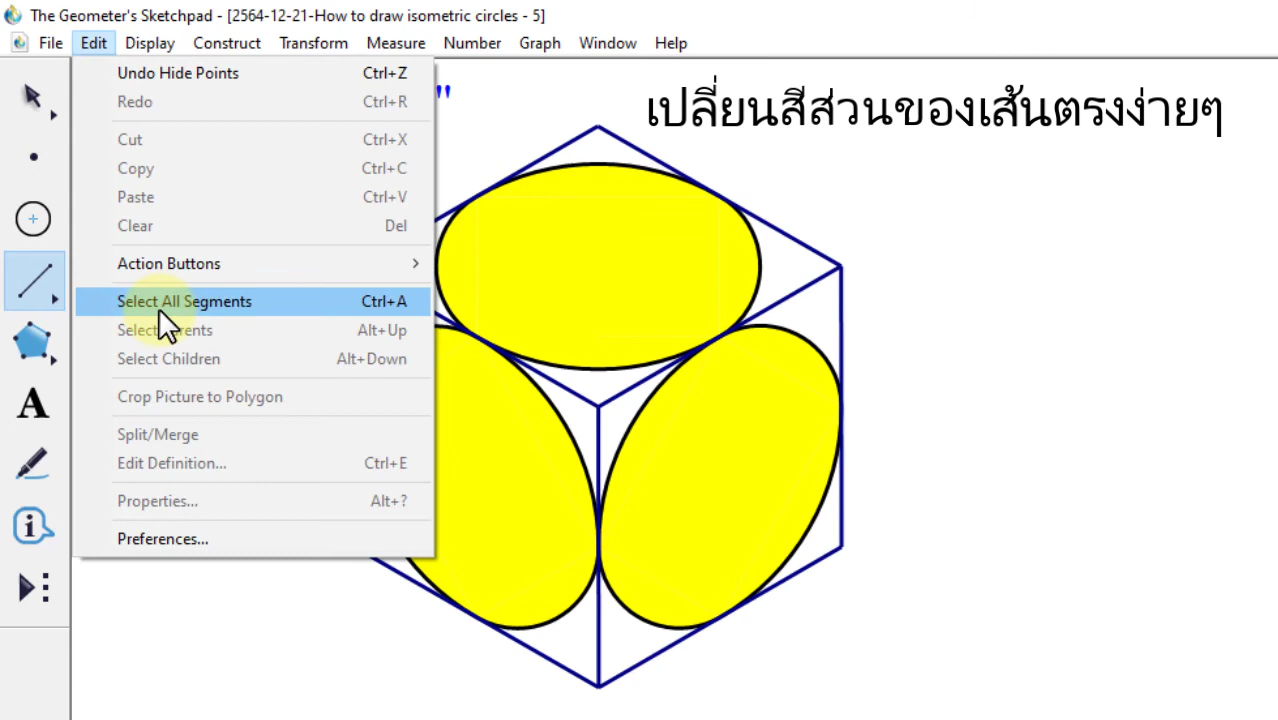 The Geometer's Sketchpad - [2564-12-21-How to draw isometric circles - 5]
File Edit Display Construct Transform Measure Number Graph Window Help
Undo Hide Points Ctrl+Z
Redo Ctrl+R
Cut Ctrl+X
Copy Ctrl+C
Paste Ctrl+V
Clear Del
Action Buttons
Select All Segments Ctrl+A
Select Parents Alt+Up
Select Children Alt+Down
Crop Picture to Polygon
Split/Merge
Edit Definition... Ctrl+E
Properties... Alt+?
Preferences...
"
เปลี่ยนสีส่วนของเส้นตรงง่ายๆ
A